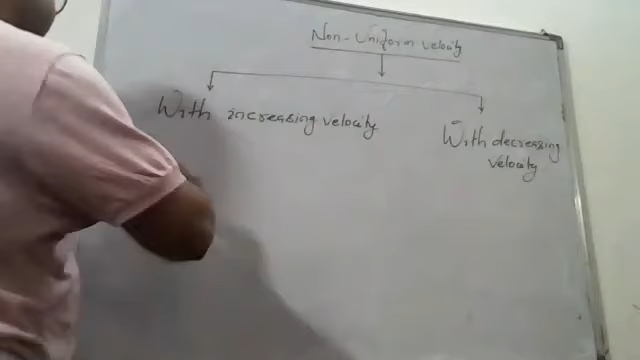 Non-Uniform velocity
With increasing velocity
With decreasing
velocity